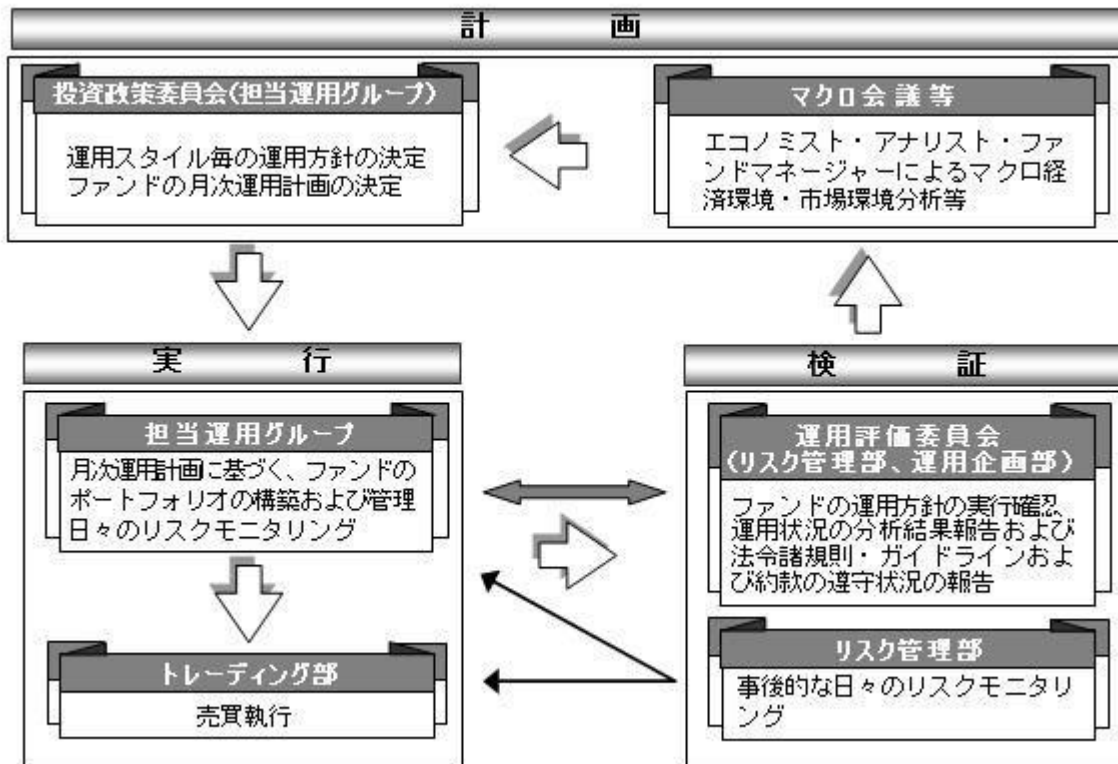 計画
投資政策委員会(担当運用グループ)
運用スタイル毎の運用方針の決定
ファンドの月次運用計画の決定
マクロ会議等
エコノミスト・アナリスト・ファ
ンドマネージャーによるマクロ経
済環境・市場環境分析等
実行
担当運用グループ
月次運用計画に基づく、ファンドの
ポートフォリオの構築および管理
日々のリスクモニタリング
トレーディング部
売買執行
検証
運用評価委員会
(リスク管理部、運用企画部)
ファンドの運用方針の実行確認、
運用状況の分析結果報告および
法令諸規則・ガイドラインおよ
び約款の遵守状況の報告
リスク管理部
事後的な日々のリスクモニタリ
ング